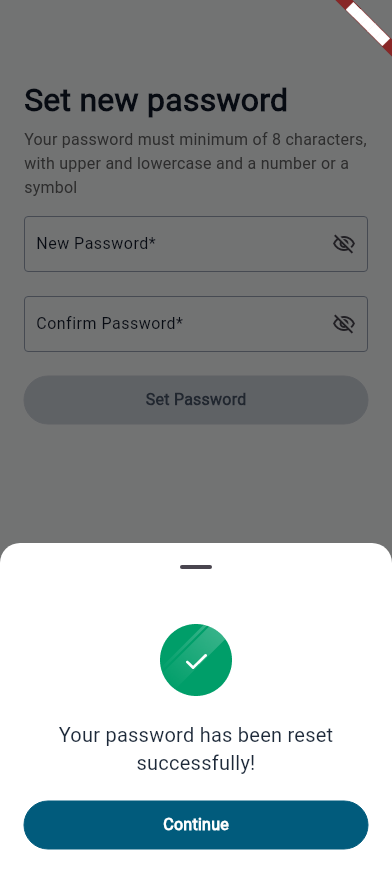 Set new password
Your password must minimum of 8 characters,
with upper and lowercase and a number or a
symbol
New Password*
Confirm Password*
Set Password
Your password has been reset
successfully!
Continue